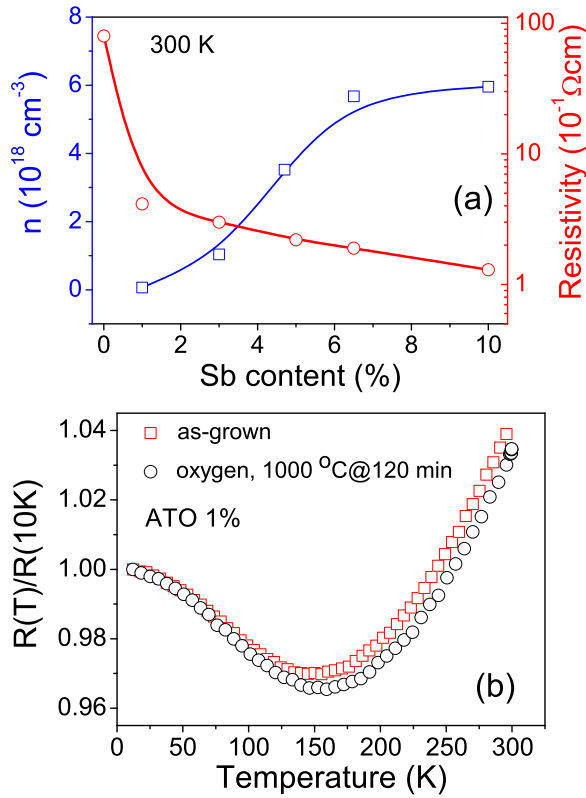 300 K
(a)
n (10^18 cm^-3)
8
6
4
2
0
Resistivity (10^-1 Ωcm)
100
10
1
0 2 4 6 8 10
Sb content (%)
as-grown
oxygen, 1000 °C@120 min
ATO 1%
(b)
R(T)/R(10K)
1.04
1.02
1.00
0.98
0.96
0 50 100 150 200 250 300
Temperature (K)